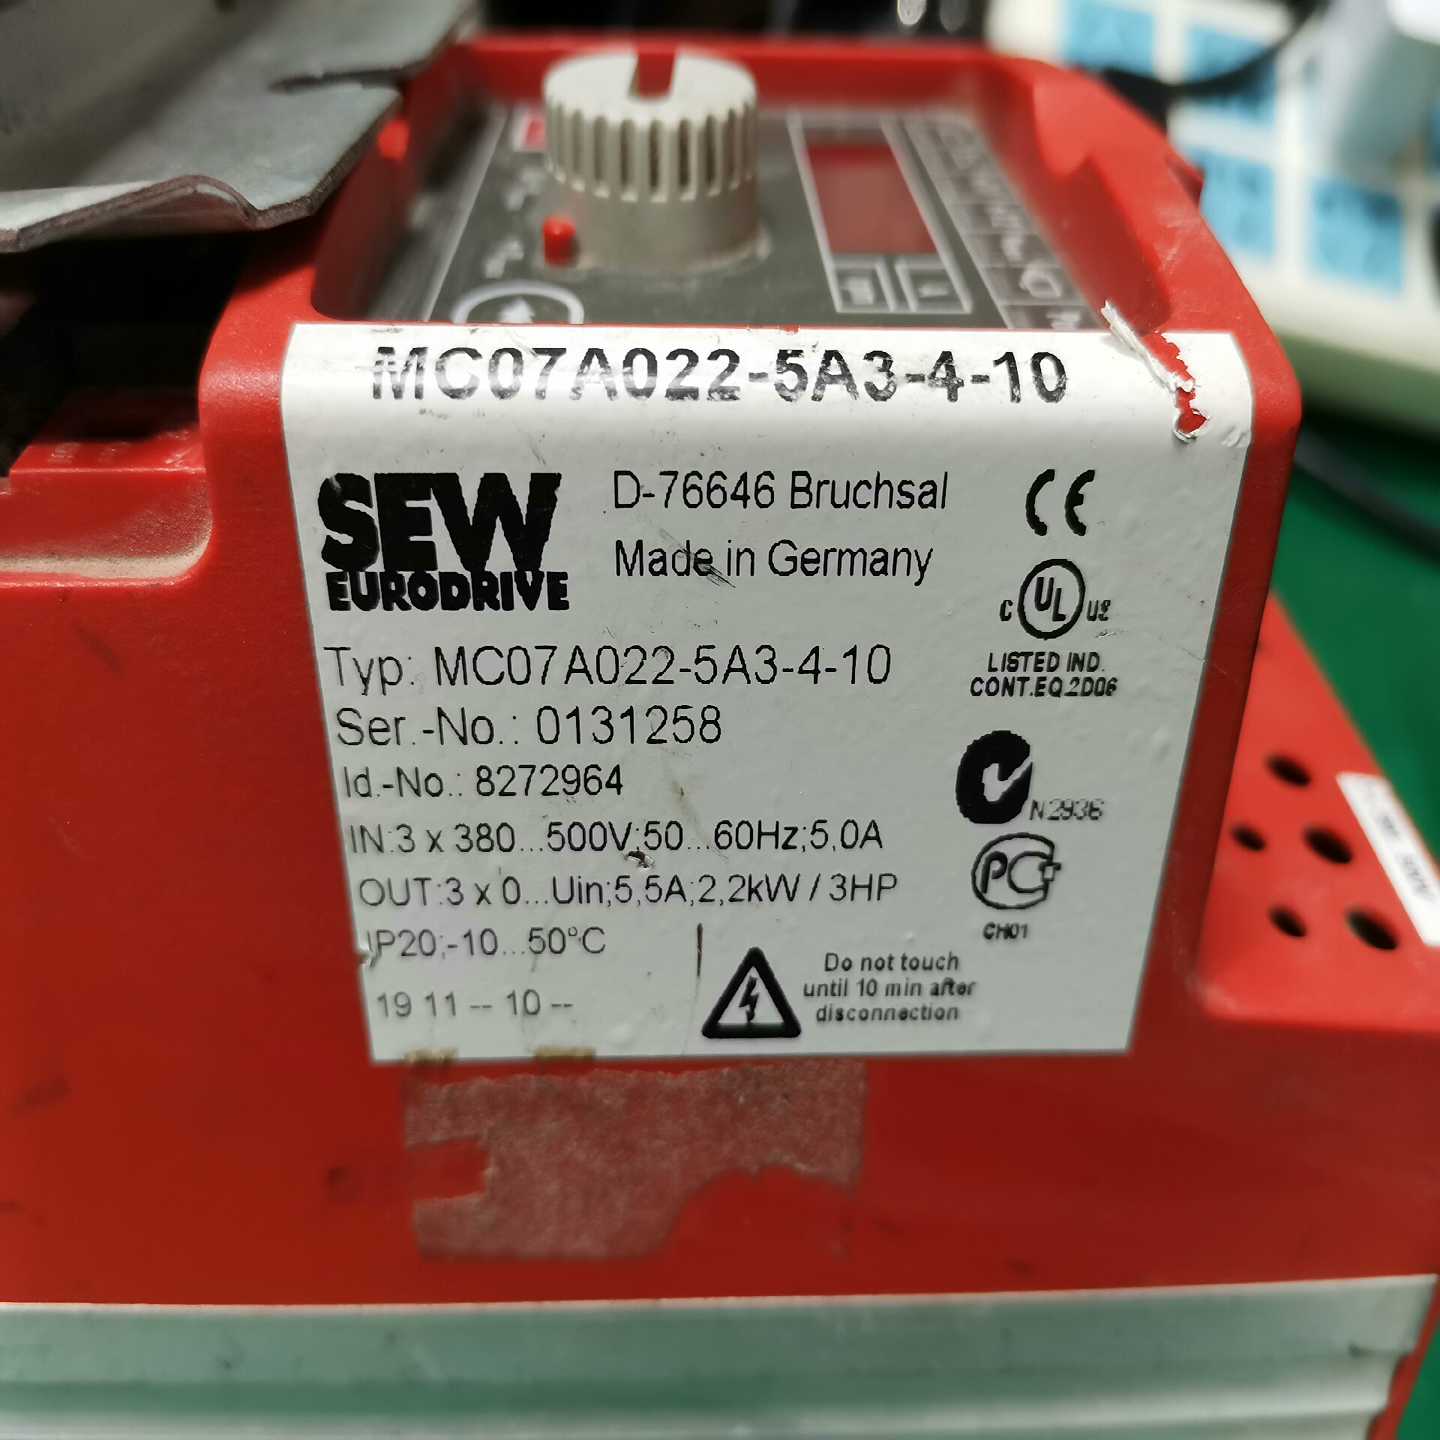 MC07A022-5A3-4-10
SEW
EURODRIVE
D-76646 Bruchsal
Made in Germany
CE
C UL US
LISTED IND.
CONT.EQ.2D06
Typ: MC07A022-5A3-4-10
Ser.-No.: 0131258
Id.-No.: 8272964
N2936
IN:3 x 380...500V;50...60Hz;5,0A
OUT:3 x 0...Uin;5,5A;2,2kW / 3HP
IP20;-10...50°C
19 11 -- 10 --
Do not touch
until 10 min after
disconnection